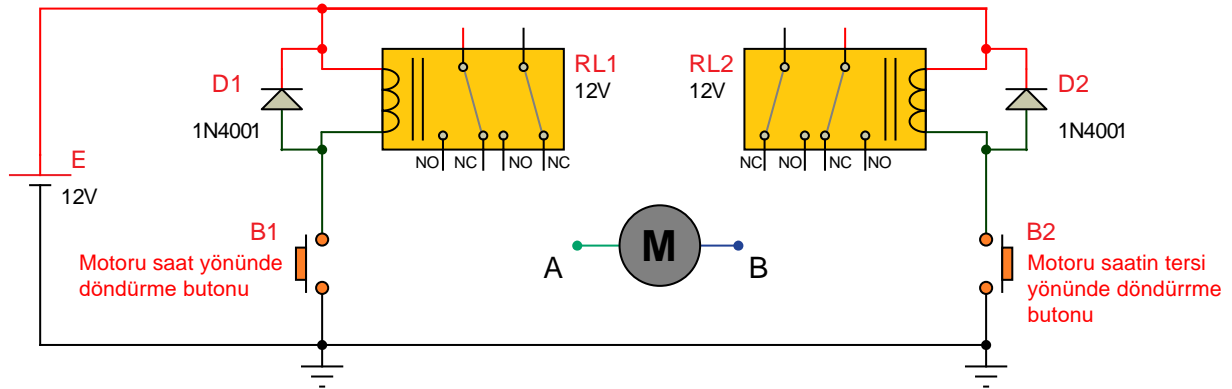 D1
1N4001
RL1
12V
NO
NC
NO
NC
RL2
12V
NC
NO
NC
NO
D2
1N4001
E
12V
B1
Motoru saat yönünde
döndürme butonu
A
M
B
B2
Motoru saatin tersi
yönünde döndürrme
butonu